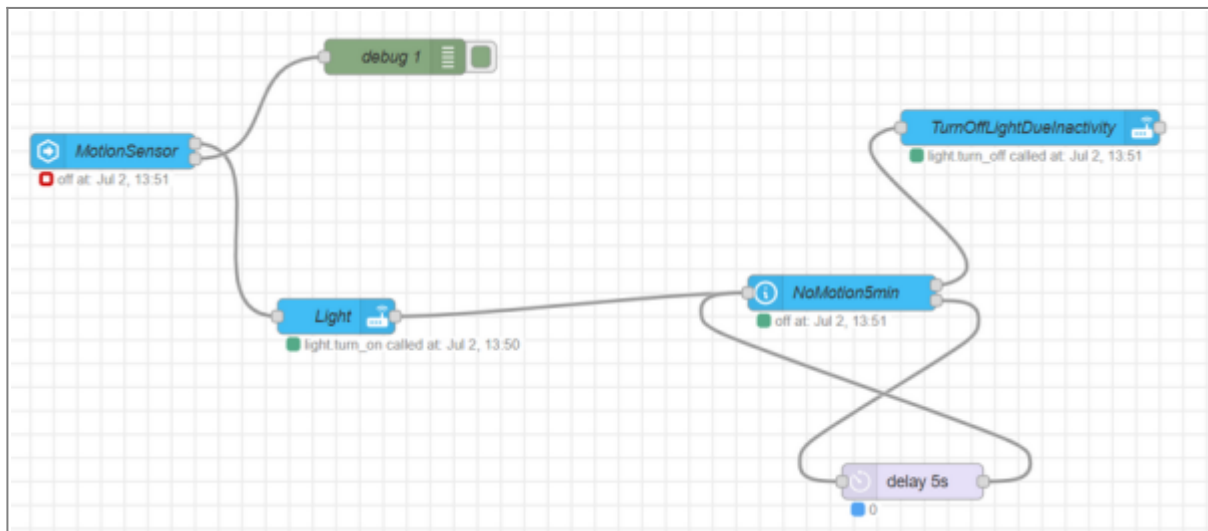 debug 1
MotionSensor
off at: Jul 2, 13:51
TurnOffLightDueInactivity
light.turn_off called at: Jul 2, 13:51
Light
light.turn_on called at: Jul 2, 13:50
NoMotion5min
off at: Jul 2, 13:51
delay 5s
0